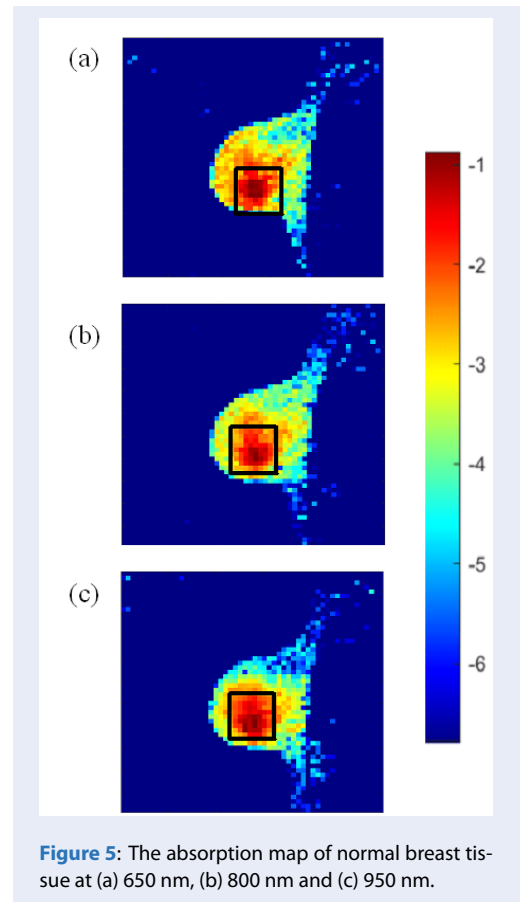 (a)
(b)
(c)
-1
-2
-3
-4
-5
-6
Figure 5: The absorption map of normal breast tis-
sue at (a) 650 nm, (b) 800 nm and (c) 950 nm.